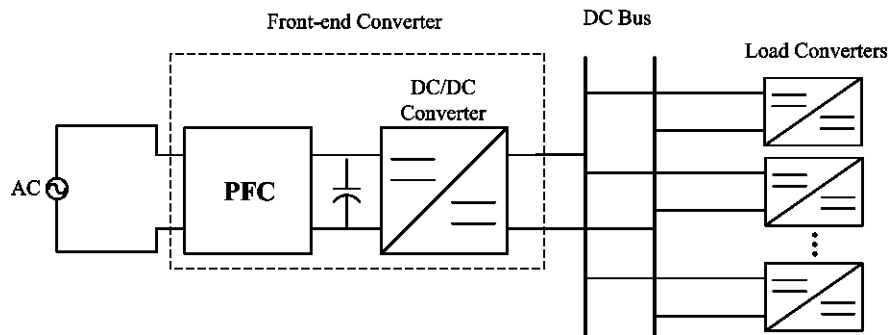 Front-end Converter
DC Bus
Load Converters
DC/DC
Converter
AC
PFC